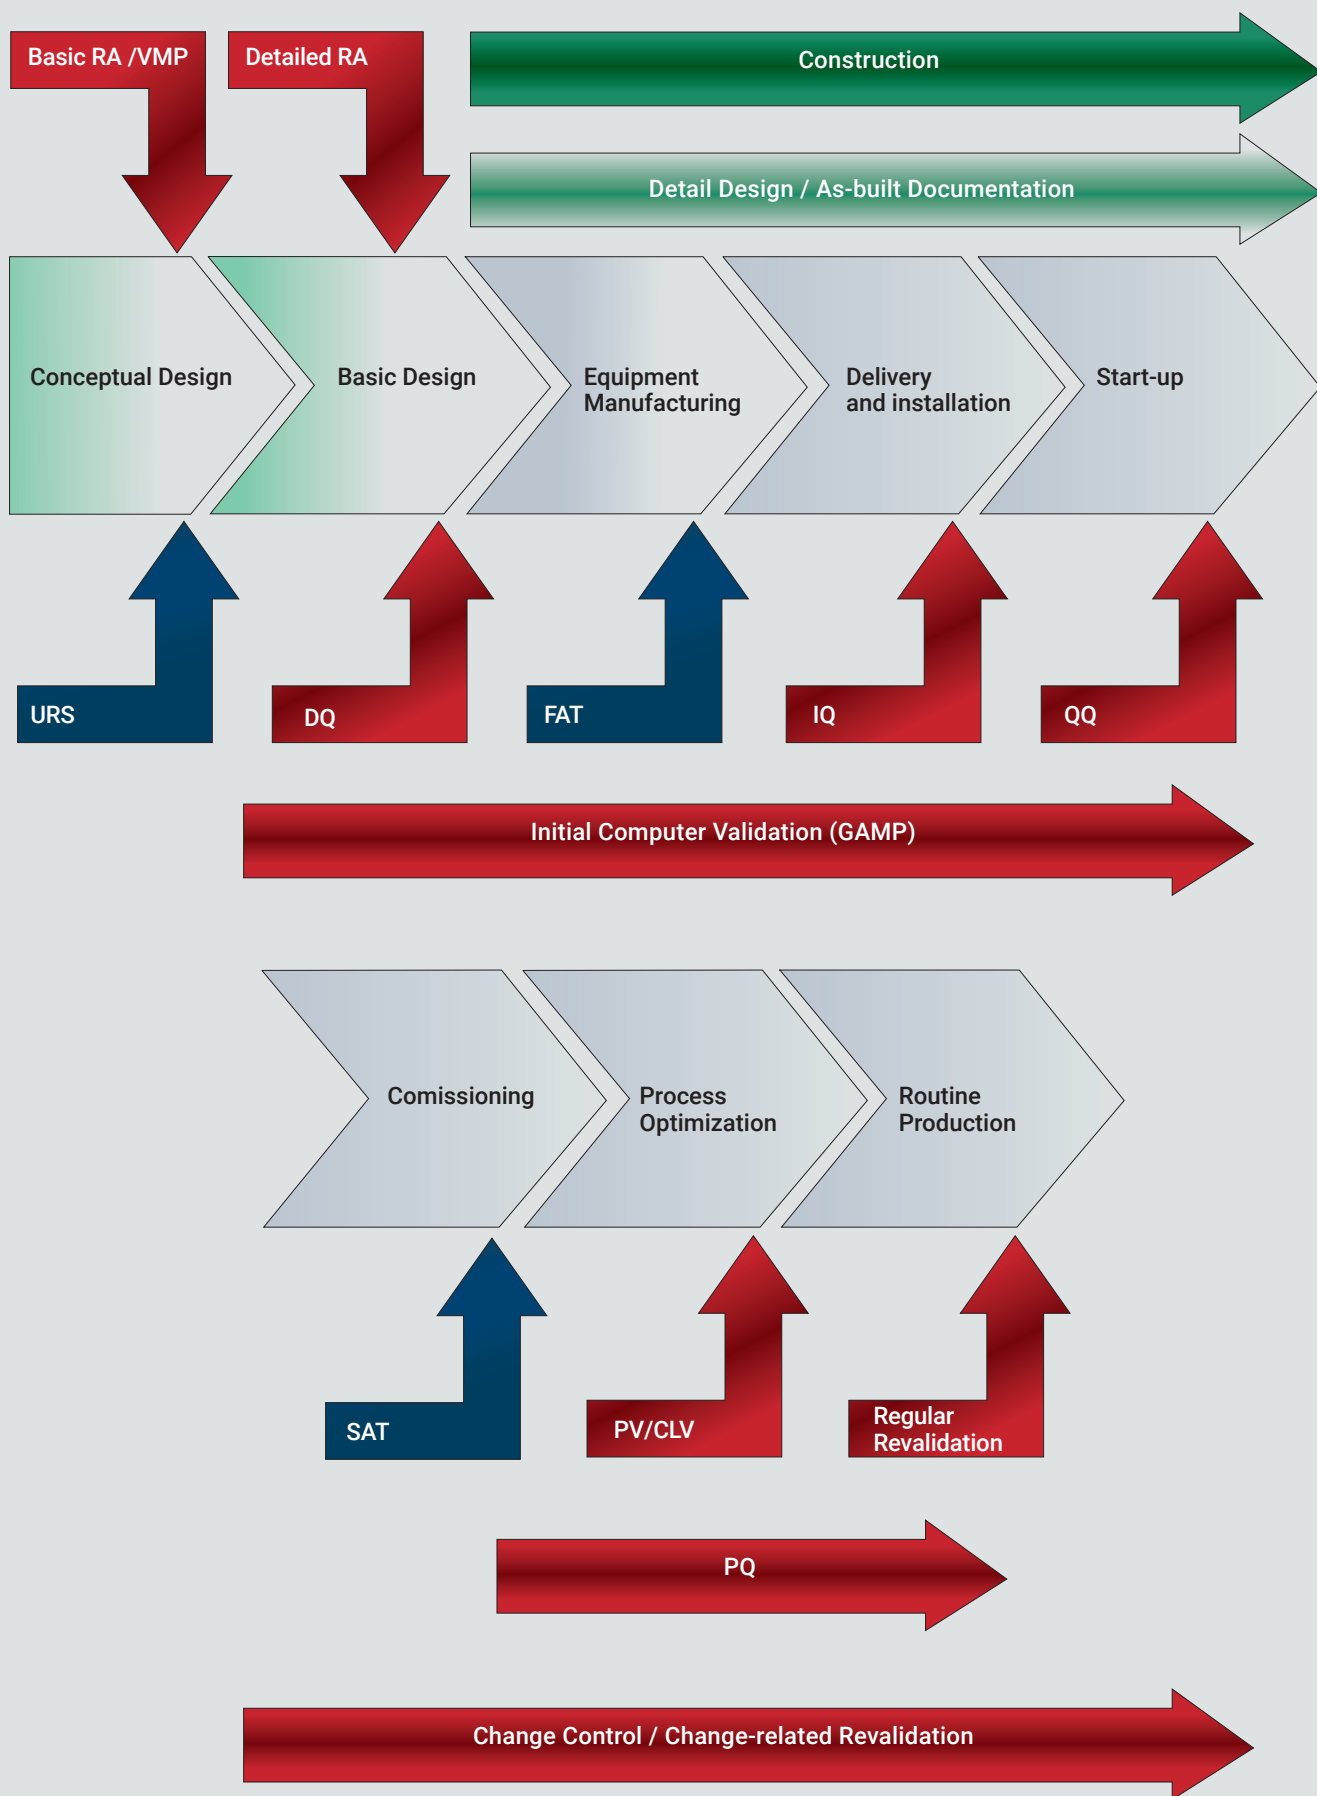 Basic RA /VMP
Detailed RA
Construction
Detail Design / As-built Documentation
Conceptual Design
Basic Design
Equipment
Manufacturing
Delivery
and installation
Start-up
URS
DQ
FAT
IQ
QQ
Initial Computer Validation (GAMP)
Comissioning
Process
Optimization
Routine
Production
SAT
PV/CLV
Regular
Revalidation
PQ
Change Control / Change-related Revalidation